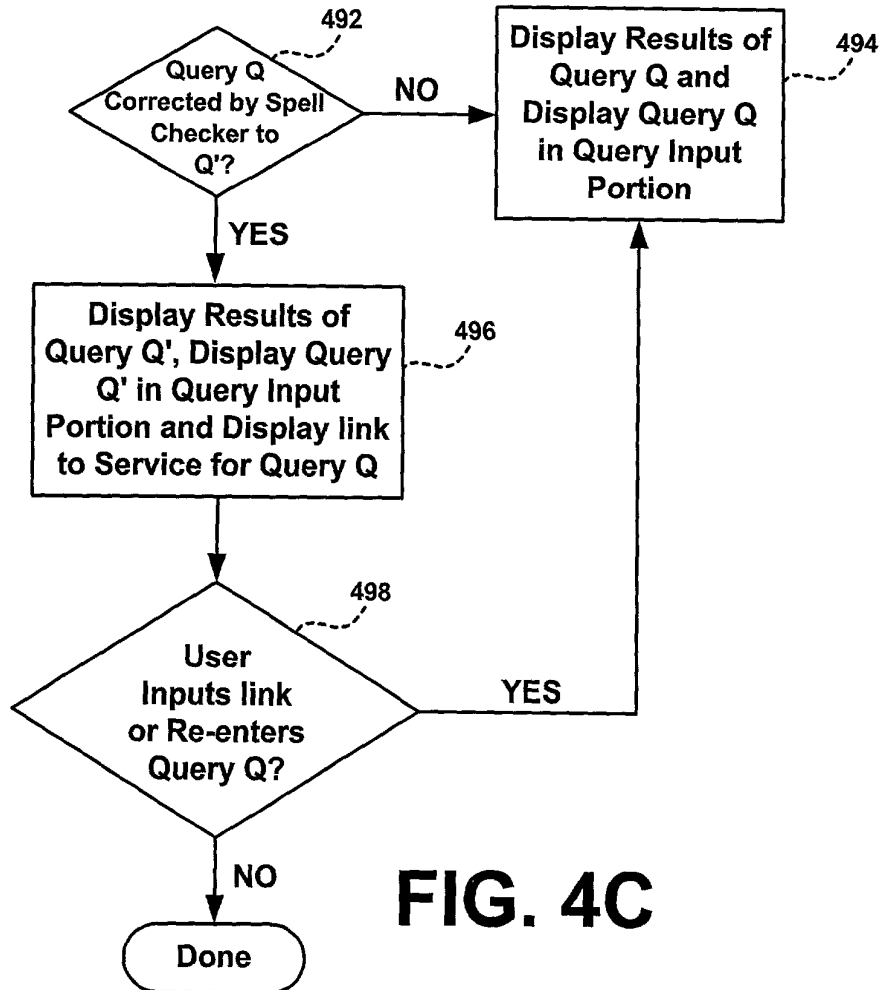 492
Query Q
Corrected by Spell
Checker to
Q'?
NO
Display Results of
Query Q and
Display Query Q
in Query Input
Portion
494
YES
Display Results of
Query Q', Display Query
Q' in Query Input
Portion and Display link
to Service for Query Q
496
498
User
Inputs link
or Re-enters
Query Q?
YES
NO
Done
FIG. 4C